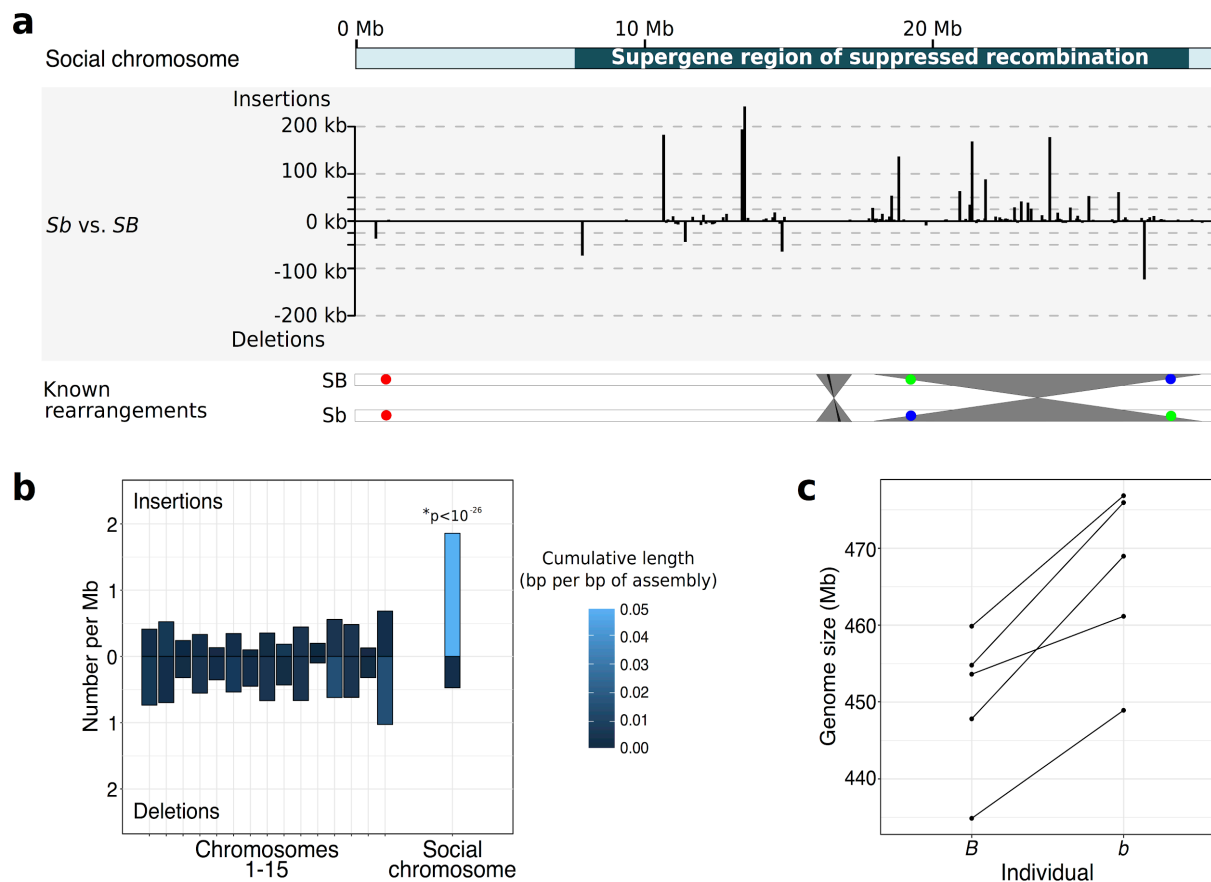 a
0 Mb 10 Mb 20 Mb
Social chromosome
Supergene region of suppressed recombination
Insertions
200 kb
100 kb
0 kb
-100 kb
-200 kb
Deletions
Sb vs. SB
Known
rearrangements
SB
Sb
b
Insertions
*p<10-26
2
1
0
1
2
Number per Mb
Deletions
Chromosomes
1-15
Social
chromosome
Cumulative length
(bp per bp of assembly)
0.05
0.04
0.03
0.02
0.01
0.00
c
470
460
450
440
Genome size (Mb)
B b
Individual